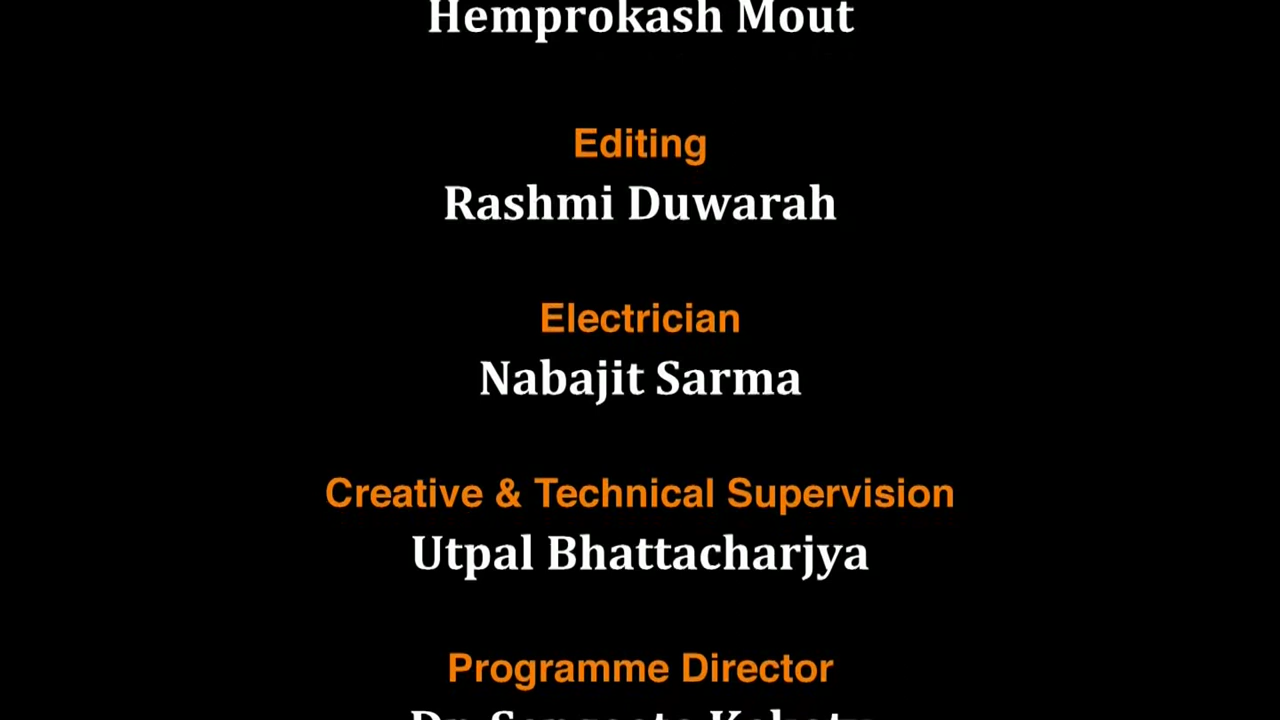 Hemprokash Mout
Editing
Rashmi Duwarah
Electrician
Nabajit Sarma
Creative & Technical Supervision
Utpal Bhattacharjya
Programme Director